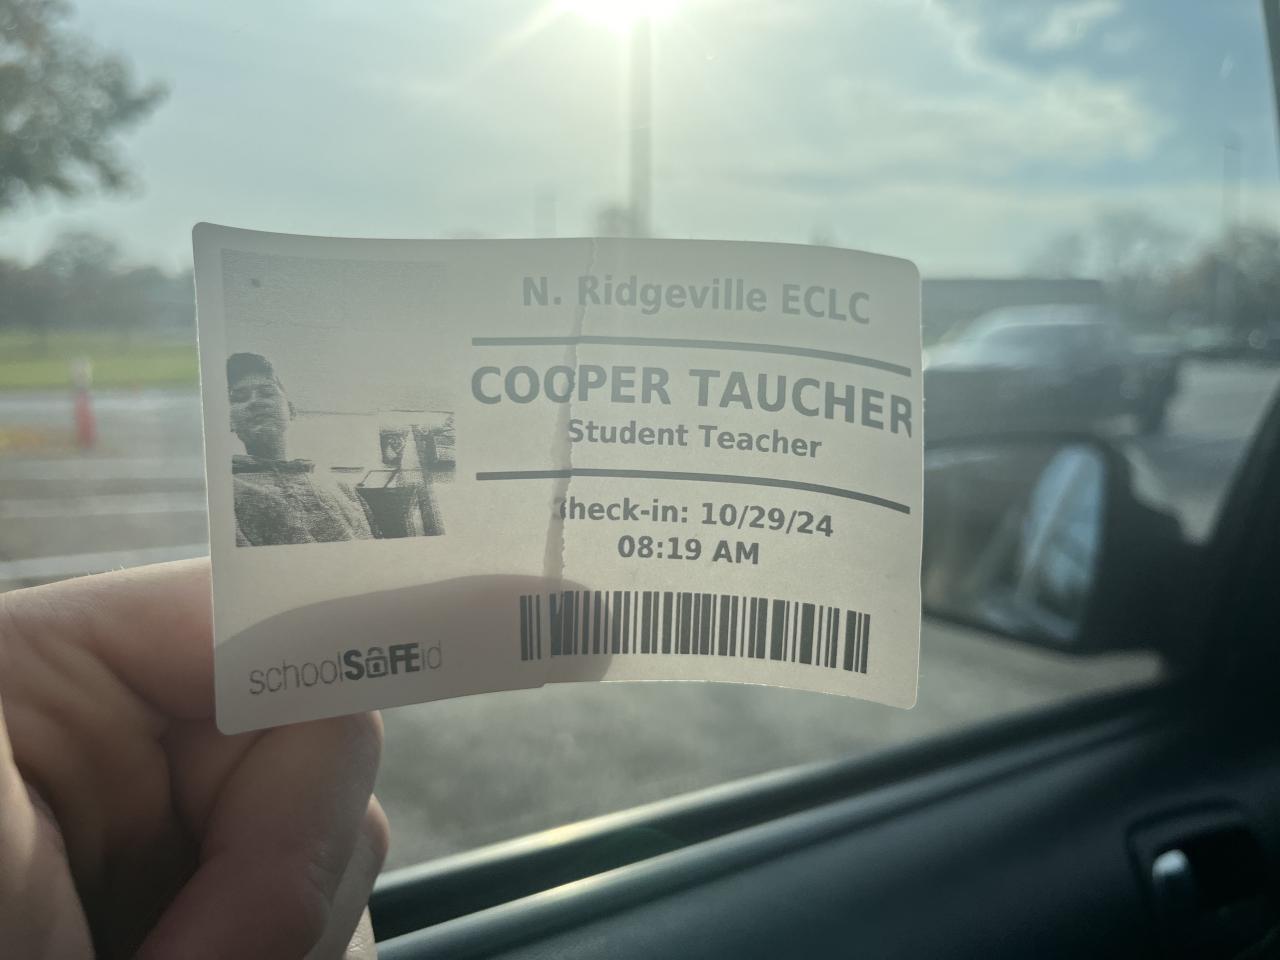 N. Ridgeville ECLC
COOPER TAUCHER
Student Teacher
Check-in: 10/29/24
08:19 AM
schoolSAFEid